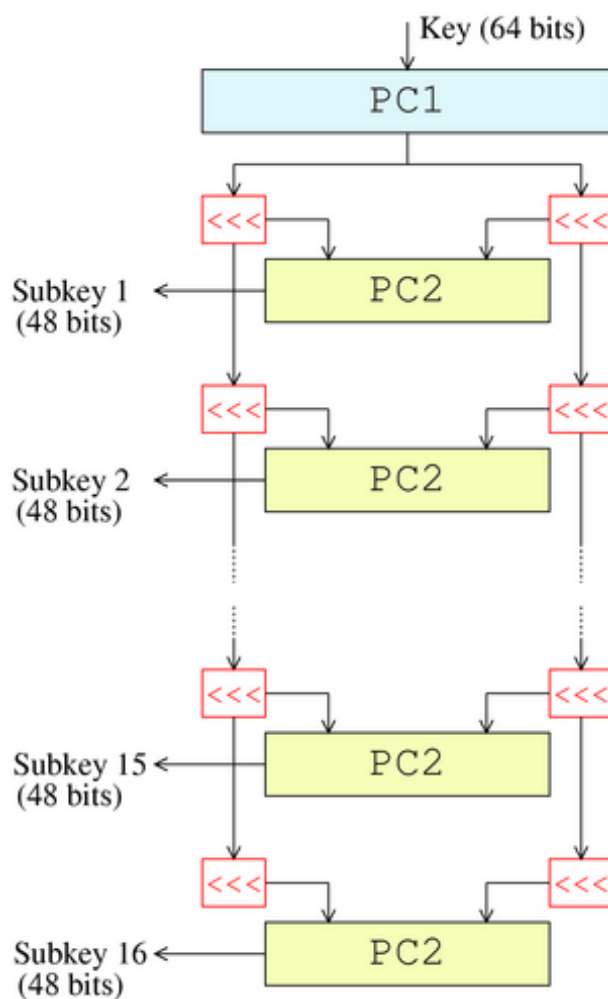 Key (64 bits)
PC1
<<< <<<
PC2
Subkey 1
(48 bits)
<<< <<<
PC2
Subkey 2
(48 bits)
<<< <<<
PC2
Subkey 15
(48 bits)
<<< <<<
PC2
Subkey 16
(48 bits)